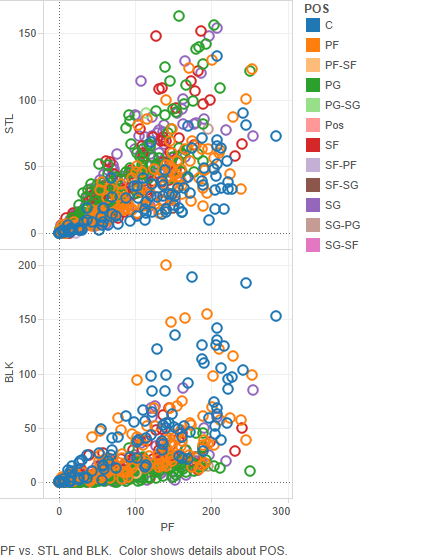 POS
C
PF
PF-SF
PG
PG-SG
Pos
SF
SF-PF
SF-SG
SG
SG-PG
SG-SF
150
100
50
0
STL
200
150
100
50
0
BLK
0 100 200 300
PF
PF vs. STL and BLK. Color shows details about POS.